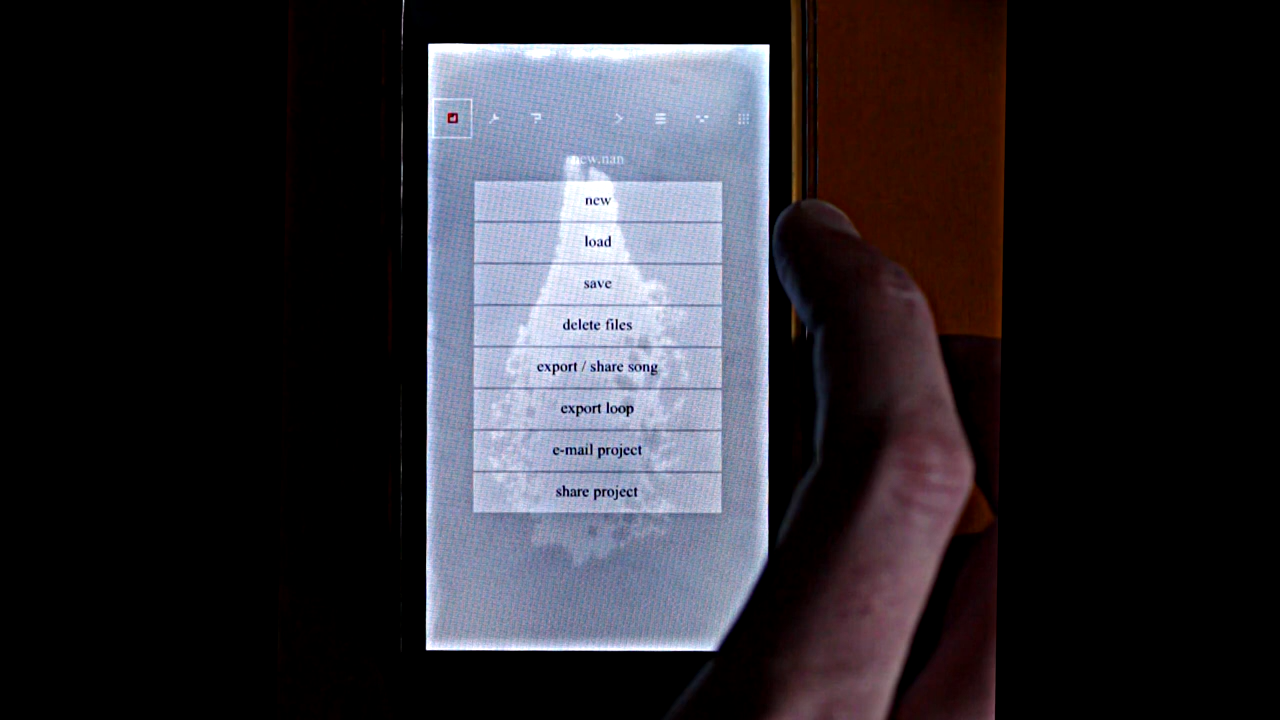 new.nan
new
load
save
delete files
export / share song
export loop
e-mail project
share project